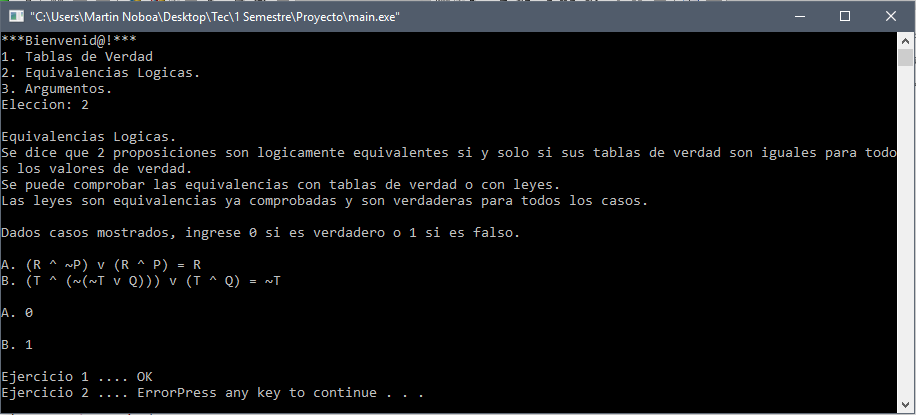 "C:\Users\Martin Noboa\Desktop\Tec\1 Semestre\Proyecto\main.exe"
***Bienvenid@!***
1. Tablas de Verdad
2. Equivalencias Logicas.
3. Argumentos.
Eleccion: 2
Equivalencias Logicas.
Se dice que 2 proposiciones son logicamente equivalentes si y solo si sus tablas de verdad son iguales para todo
s los valores de verdad.
Se puede comprobar las equivalencias con tablas de verdad o con leyes.
Las leyes son equivalencias ya comprobadas y son verdaderas para todos los casos.
Dados casos mostrados, ingrese 0 si es verdadero o 1 si es falso.
A. (R ^ ~P) v (R ^ P) = R
B. (T ^ (~(~T v Q))) v (T ^ Q) = ~T
A. 0
B. 1
Ejercicio 1 .... OK
Ejercicio 2 .... ErrorPress any key to continue . . .